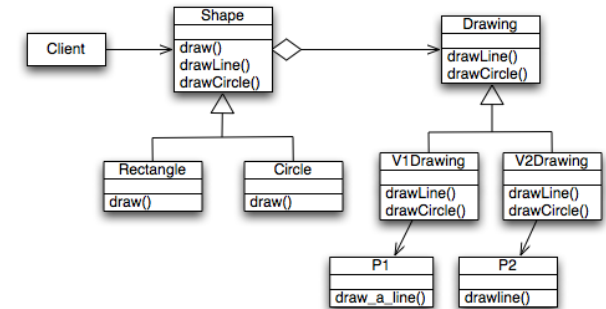 Client
Shape
draw()
drawLine()
drawCircle()
Drawing
drawLine()
drawCircle()
Rectangle
draw()
Circle
draw()
V1Drawing
drawLine()
drawCircle()
V2Drawing
drawLine()
drawCircle()
P1
draw_a_line()
P2
drawline()